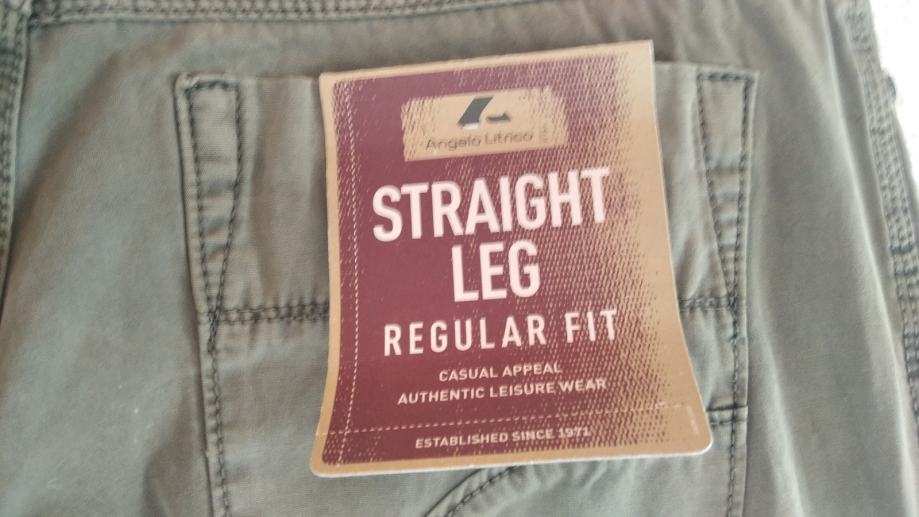 Angelo Litrico
STRAIGHT
LEG
REGULAR FIT
CASUAL APPEAL
AUTHENTIC LEISURE WEAR
ESTABLISHED SINCE 1971